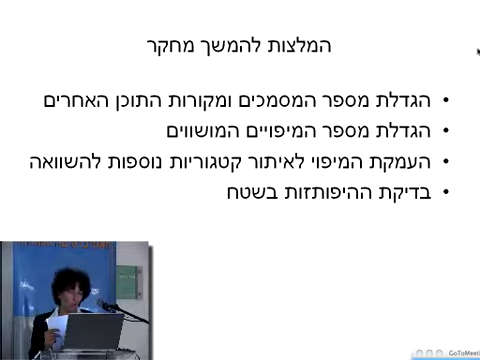 המלצות להמשך מחקר
• הגדלת מספר המסמכים ומקורות התוכן האחרים
• הגדלת מספר המיפויים המושווים
• העמקת המיפוי לאיתור קטגוריות נוספות להשוואה
• בדיקת ההיפותזות בשטח